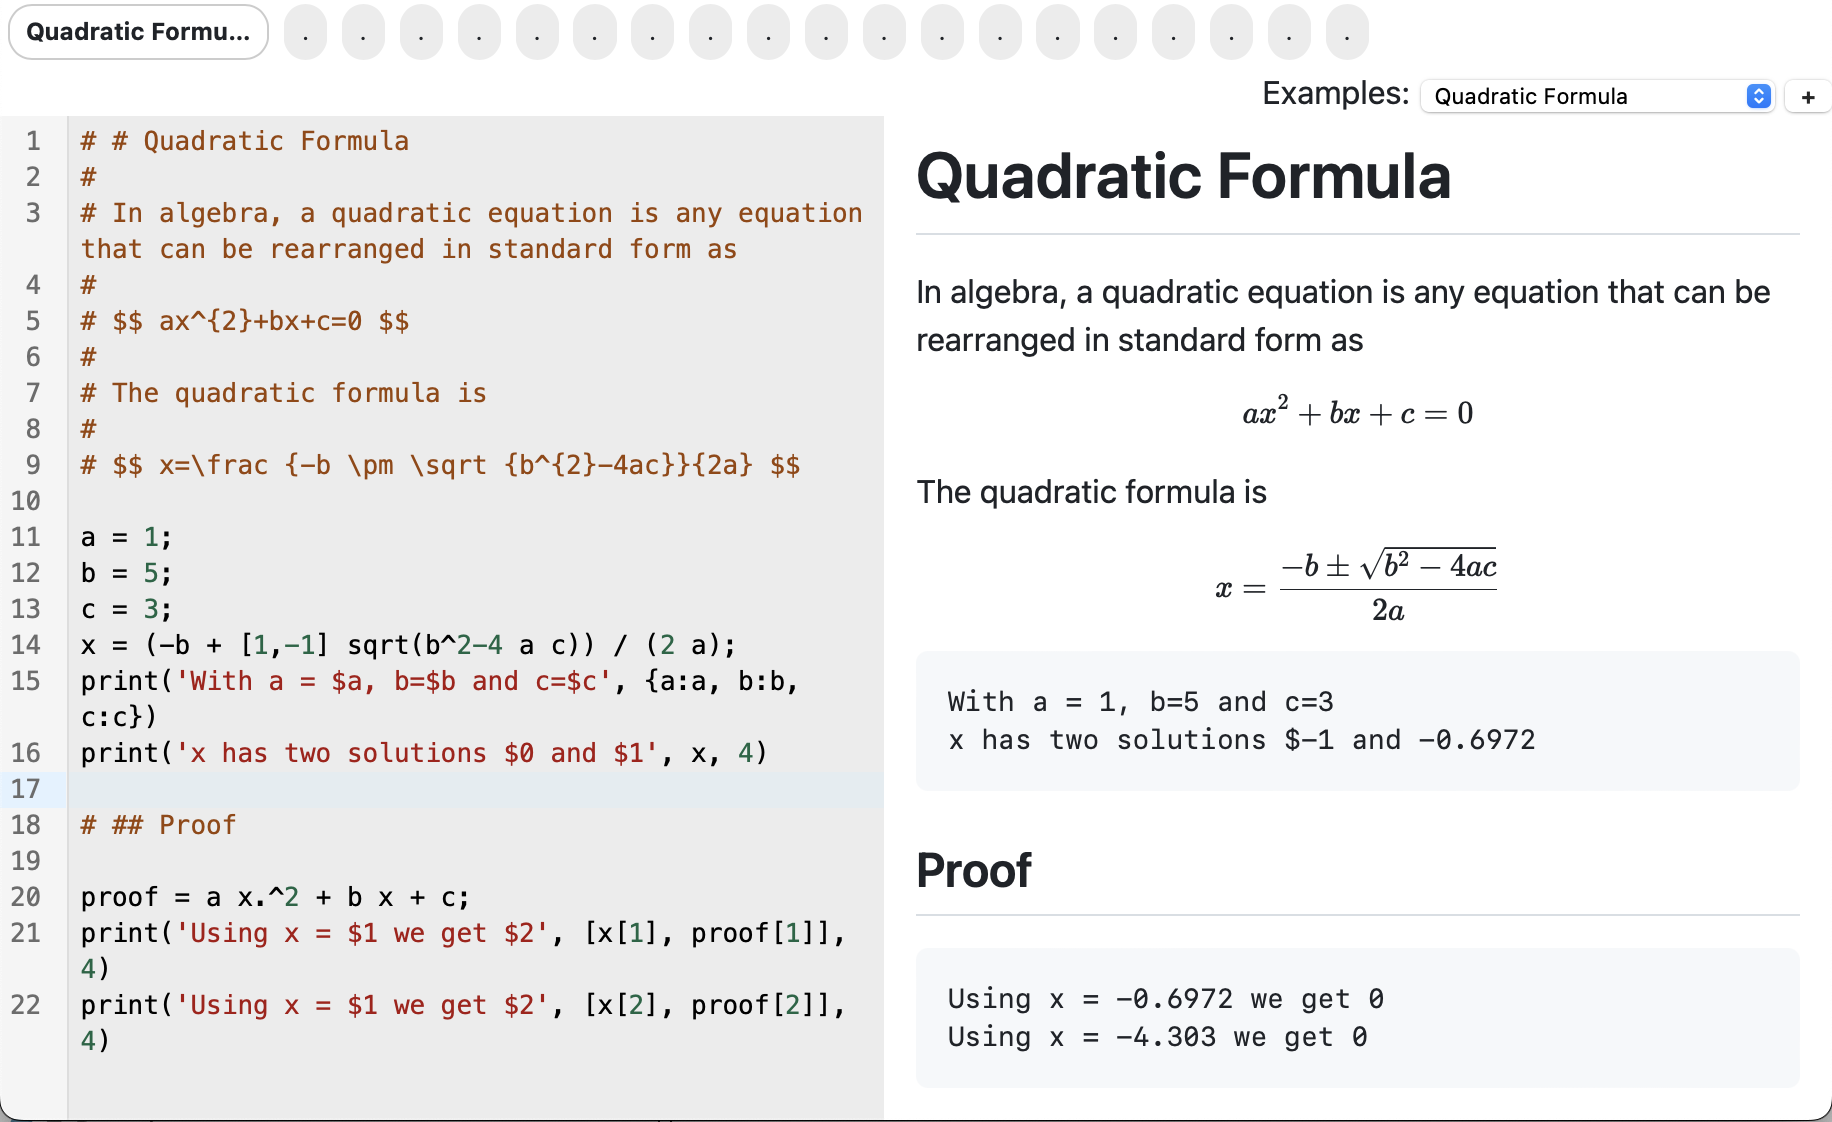 Quadratic Formu... . . . . . . . . . . . . . . . . . . .
Examples: Quadratic Formula +
1 # # Quadratic Formula
2 #
3 # In algebra, a quadratic equation is any equation
that can be rearranged in standard form as
4 #
5 # $$ ax^{2}+bx+c=0 $$
6 #
7 # The quadratic formula is
8 #
9 # $$ x=\frac {-b \pm \sqrt {b^{2}-4ac}}{2a} $$
10
11 a = 1;
12 b = 5;
13 c = 3;
14 x = (-b + [1,-1] sqrt(b^2-4 a c)) / (2 a);
15 print('With a = $a, b=$b and c=$c', {a:a, b:b,
c:c})
16 print('x has two solutions $0 and $1', x, 4)
17
18 # ## Proof
19
20 proof = a x.^2 + b x + c;
21 print('Using x = $1 we get $2', [x[1], proof[1]],
4)
22 print('Using x = $1 we get $2', [x[2], proof[2]],
4)
Quadratic Formula
In algebra, a quadratic equation is any equation that can be
rearranged in standard form as
ax² + bx + c = 0
The quadratic formula is
x = \frac{-b ± \sqrt{b² − 4ac}}{2a}
With a = 1, b=5 and c=3
x has two solutions $-1 and -0.6972
Proof
Using x = -0.6972 we get 0
Using x = -4.303 we get 0